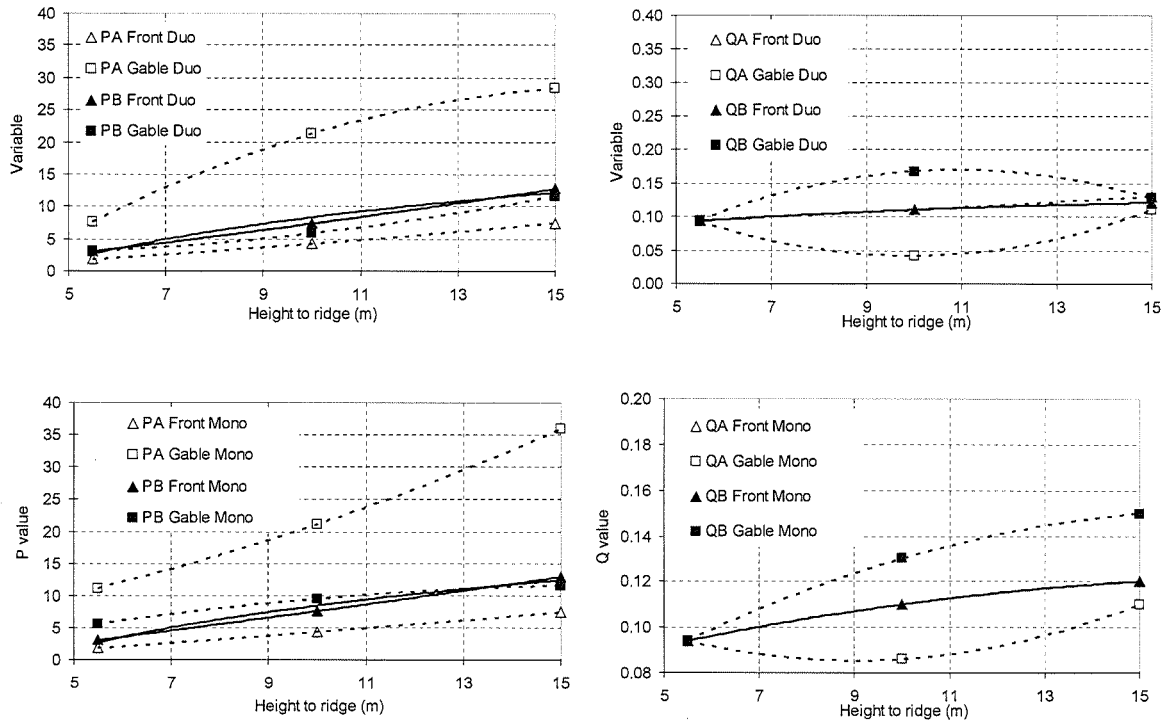 40
35
30
25
20
15
10
5
0
Variable
PA Front Duo
PA Gable Duo
PB Front Duo
PB Gable Duo
5 7 9 11 13 15
Height to ridge (m)
0.40
0.35
0.30
0.25
0.20
0.15
0.10
0.05
0.00
Variable
QA Front Duo
QA Gable Duo
QB Front Duo
QB Gable Duo
5 7 9 11 13 15
Height to ridge (m)
40
35
30
25
20
15
10
5
0
P value
PA Front Mono
PA Gable Mono
PB Front Mono
PB Gable Mono
5 7 9 11 13 15
Height to ridge (m)
0.20
0.18
0.16
0.14
0.12
0.10
0.08
Q value
QA Front Mono
QA Gable Mono
QB Front Mono
QB Gable Mono
5 7 9 11 13 15
Height to ridge (m)